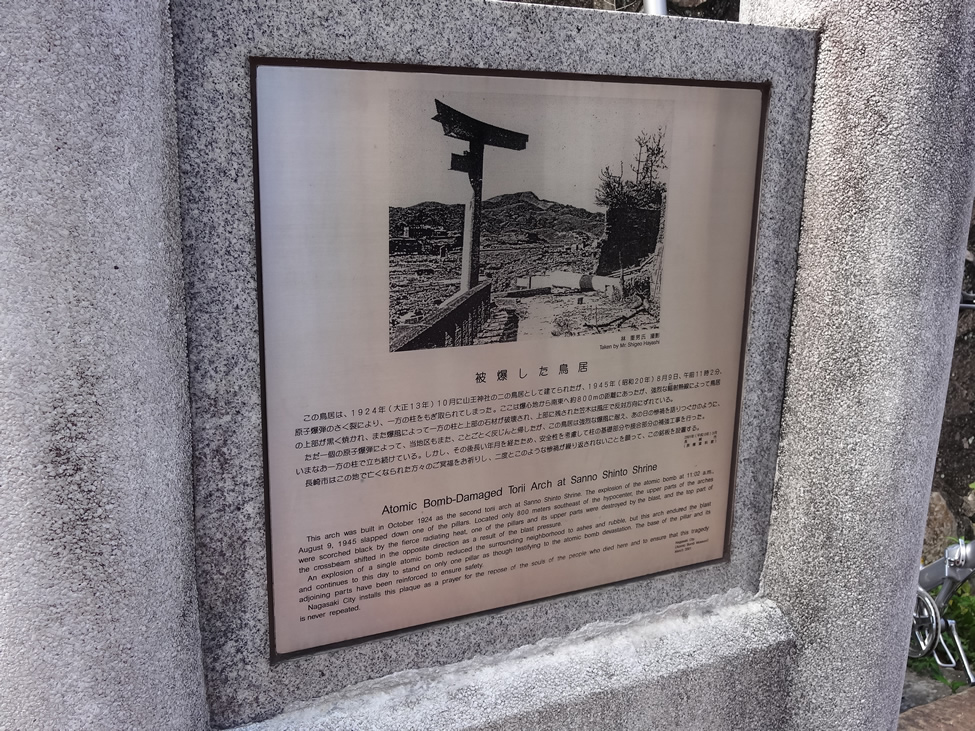 林 重男氏 撮影
Taken by Mr. Shigeo Hayashi
被爆した鳥居
この鳥居は、1924年(大正13年)10月に山王神社の二の鳥居として建てられたが、1945年(昭和20年)8月9日、午前11時2分、
原子爆弾のさく裂により、一方の柱をもぎ取られてしまった。ここは爆心地から南東へ約800mの距離にあったが、強烈な輻射熱線によって鳥居
の上部が黒く焼かれ、また爆風によって一方の柱と上部の石材が破壊され、上部に残された笠木は風圧で反対方向にずれている。
ただ一個の原子爆弾によって、当地区もまた、ことごとく灰じんと帰したが、この鳥居は強烈な爆風に耐え、あの日の惨禍を語りつぐかのように、
いまなお一方の柱で立ち続けている。しかし、その後長い年月を経たため、安全性を考慮して柱の基礎部分や接合部分の補強工事を行った。
長崎市はこの地で亡くなられた方々のご冥福をお祈りし、二度とこのような惨禍が繰り返されないことを願って、この銘板を設置する。
Atomic Bomb-Damaged Torii Arch at Sanno Shinto Shrine
This arch was built in October 1924 as the second torii arch at Sanno Shinto Shrine. The explosion of the atomic bomb at 11:02 a.m.,
August 9, 1945 slapped down one of the pillars. Located only 800 meters southeast of the hypocenter, the upper parts of the arches
were scorched black by the fierce radiating heat, one of the pillars and its upper parts were destroyed by the blast, and the top part of
the crossbeam shifted in the opposite direction as a result of the blast pressure.
An explosion of a single atomic bomb reduced the surrounding neighborhood to ashes and rubble, but this arch endured the blast
and continues to this day to stand on only one pillar as though testifying to the atomic bomb devastation. The base of the pillar and its
adjoining parts have been reinforced to ensure safety.
Nagasaki City installs this plaque as a prayer for the repose of the souls of the people who died here and to ensure that this tragedy
is never repeated.